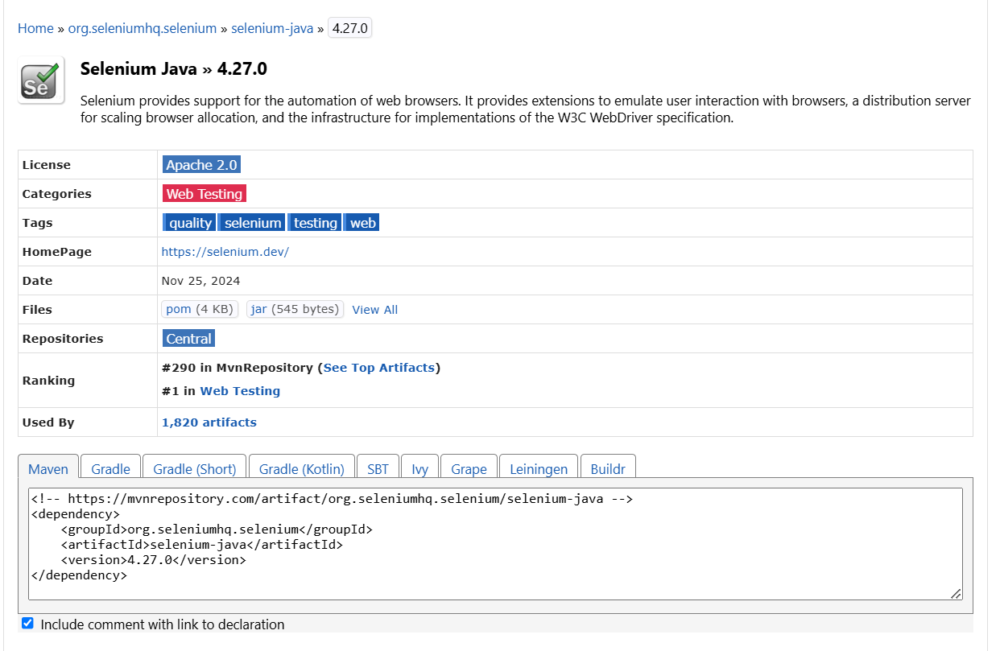 Home » org.seleniumhq.selenium » selenium-java » 4.27.0
Se
Selenium Java » 4.27.0
Selenium provides support for the automation of web browsers. It provides extensions to emulate user interaction with browsers, a distribution server
for scaling browser allocation, and the infrastructure for implementations of the W3C WebDriver specification.
License Apache 2.0
Categories Web Testing
Tags quality selenium testing web
HomePage https://selenium.dev/
Date Nov 25, 2024
Files pom (4 KB) jar (545 bytes) View All
Repositories Central
Ranking #290 in MvnRepository (See Top Artifacts)
#1 in Web Testing
Used By 1,820 artifacts
Maven Gradle Gradle (Short) Gradle (Kotlin) SBT Ivy Grape Leiningen Buildr
<!-- https://mvnrepository.com/artifact/org.seleniumhq.selenium/selenium-java -->
<dependency>
    <groupId>org.seleniumhq.selenium</groupId>
    <artifactId>selenium-java</artifactId>
    <version>4.27.0</version>
</dependency>
Include comment with link to declaration